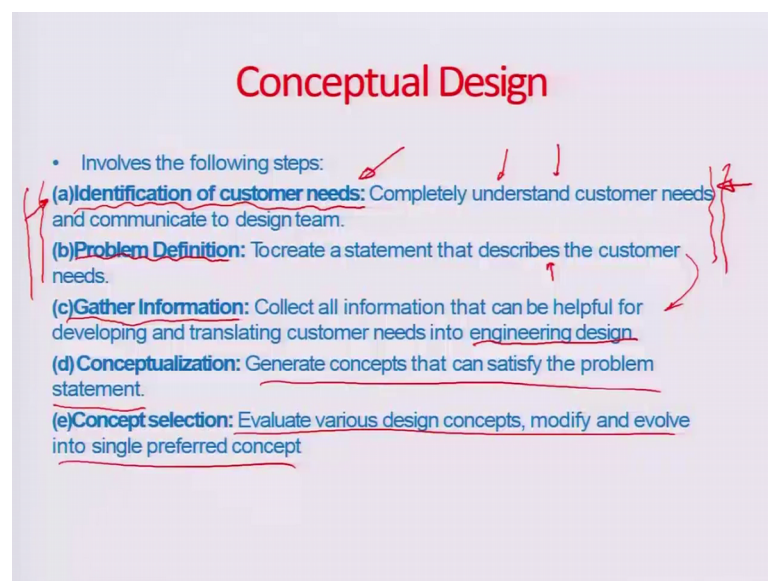 Conceptual Design
• Involves the following steps:
(a)Identification of customer needs: Completely understand customer needs
and communicate to design team.
(b)Problem Definition: Tocreate a statement that describes the customer
needs.
(c)Gather Information: Collect all information that can be helpful for
developing and translating customer needs into engineering design
(d)Conceptualization: Generate concepts that can satisfy the problem
statement.
(e)Concept selection: Evaluate various design concepts, modify and evolve
into single preferred concept